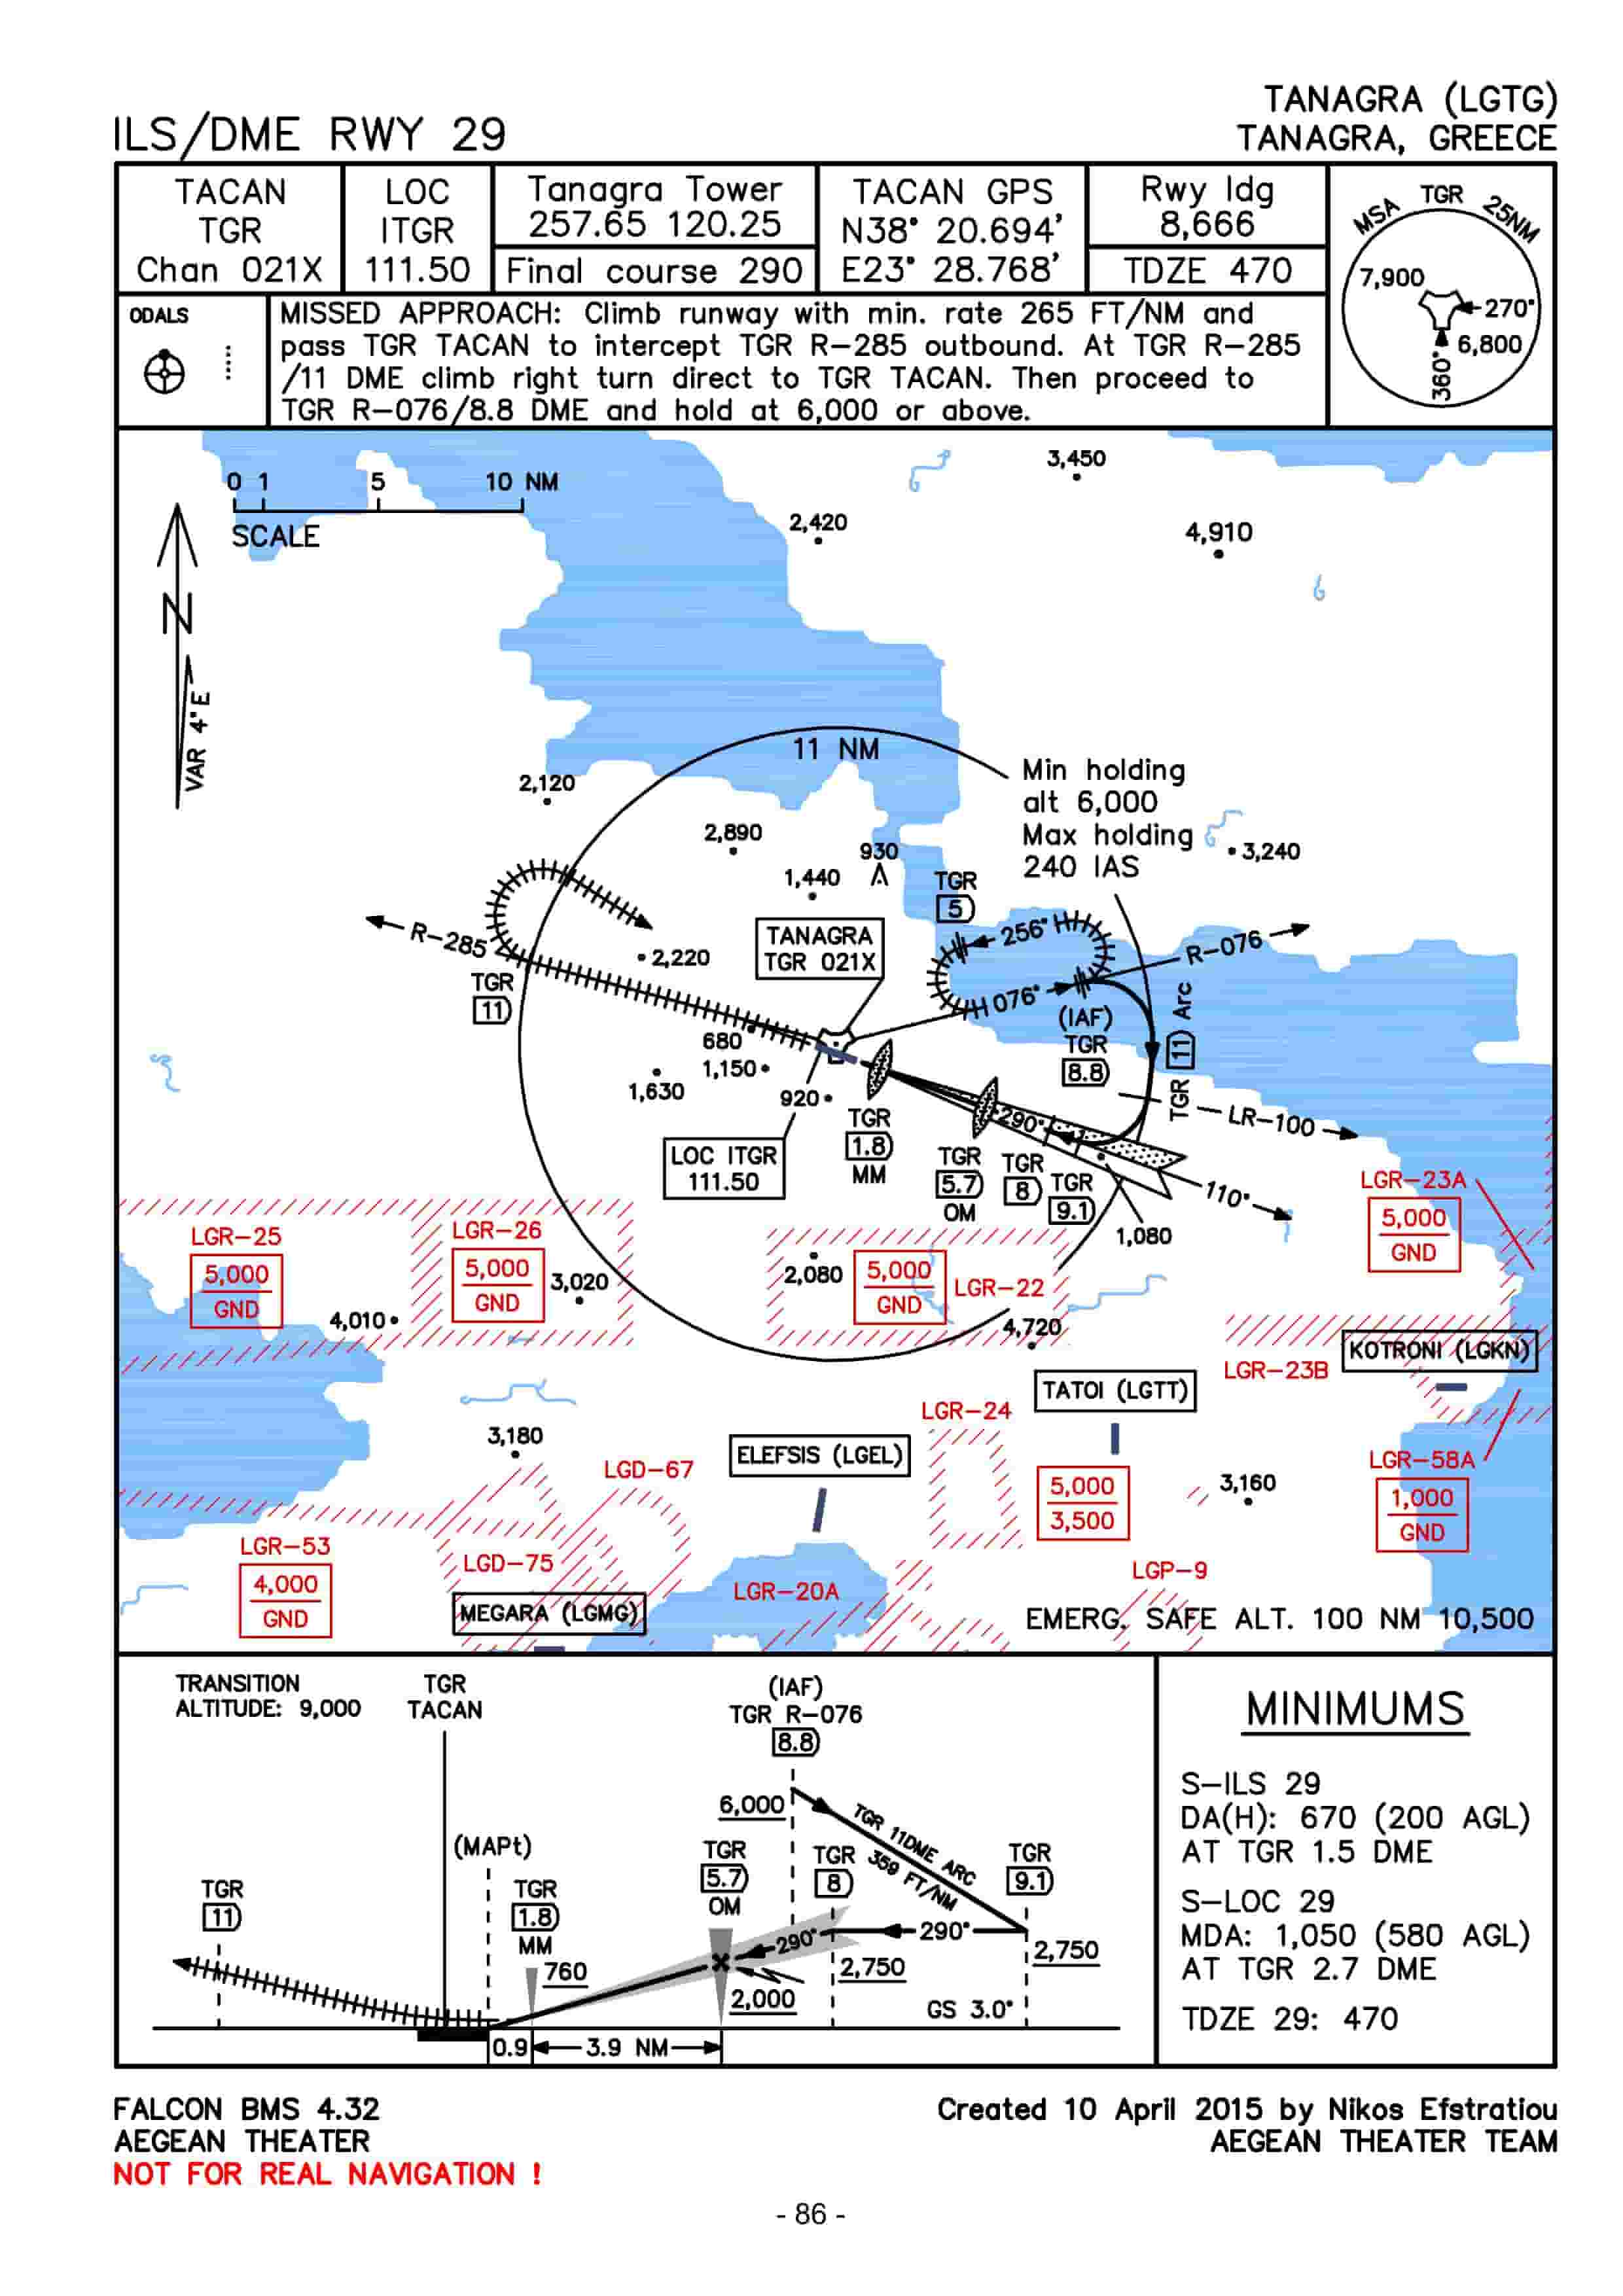 TANAGRA (LGTG)
ILS/DME RWY 29
TANAGRA, GREECE
TACAN
TGR
Chan 021X
LOC
ITGR
111.50
Tanagra Tower
257.65 120.25
Final course 290
TACAN GPS
N38° 20.694'
E23° 28.768'
Rwy ldg
8,666
TDZE 470
MSA TGR 25NM
7,900
270°
6,800
360°
ODALS
MISSED APPROACH: Climb runway with min. rate 265 FT/NM and
pass TGR TACAN to intercept TGR R-285 outbound. At TGR R-285
/11 DME climb right turn direct to TGR TACAN. Then proceed to
TGR R-076/8.8 DME and hold at 6,000 or above.
0 1 5 10 NM
SCALE
N
VAR 4°E
3,450
2,420
4,910
11 NM
Min holding
alt 6,000
Max holding
240 IAS
2,120
2,890
930
3,240
1,440
TGR
5
R-285
256°
R-076
TANAGRA
TGR 021X
2,220
TGR
11
076°
(IAF)
TGR
8.8
TGR 11 Arc
680
1,150
1,630
920
LR-100
290°
TGR
1.8
MM
LOC ITGR
111.50
TGR
5.7
OM
TGR
8
TGR
9.1
110°
1,080
LGR-23A
5,000
GND
LGR-25
5,000
GND
LGR-26
5,000
GND
3,020
4,010
2,080
5,000
GND
LGR-22
4,720
KOTRONI (LGKN)
LGR-23B
TATOI (LGTT)
LGR-24
3,180
ELEFSIS (LGEL)
LGD-67
LGR-58A
1,000
GND
5,000
3,500
3,160
LGR-53
4,000
GND
LGD-75
MEGARA (LGMG)
LGR-20A
LGP-9
EMERG. SAFE ALT. 100 NM 10,500
TRANSITION
ALTITUDE: 9,000
TGR
TACAN
(IAF)
TGR R-076
8.8
6,000
TGR 11DME ARC
359 FT/NM
(MAPt)
TGR
11
TGR
1.8
MM
760
TGR
5.7
OM
TGR
8
TGR
9.1
290°
290°
2,750
2,750
2,000
GS 3.0°
0.9
3.9 NM
MINIMUMS
S-ILS 29
DA(H): 670 (200 AGL)
AT TGR 1.5 DME
S-LOC 29
MDA: 1,050 (580 AGL)
AT TGR 2.7 DME
TDZE 29: 470
FALCON BMS 4.32
AEGEAN THEATER
NOT FOR REAL NAVIGATION !
Created 10 April 2015 by Nikos Efstratiou
AEGEAN THEATER TEAM
- 86 -